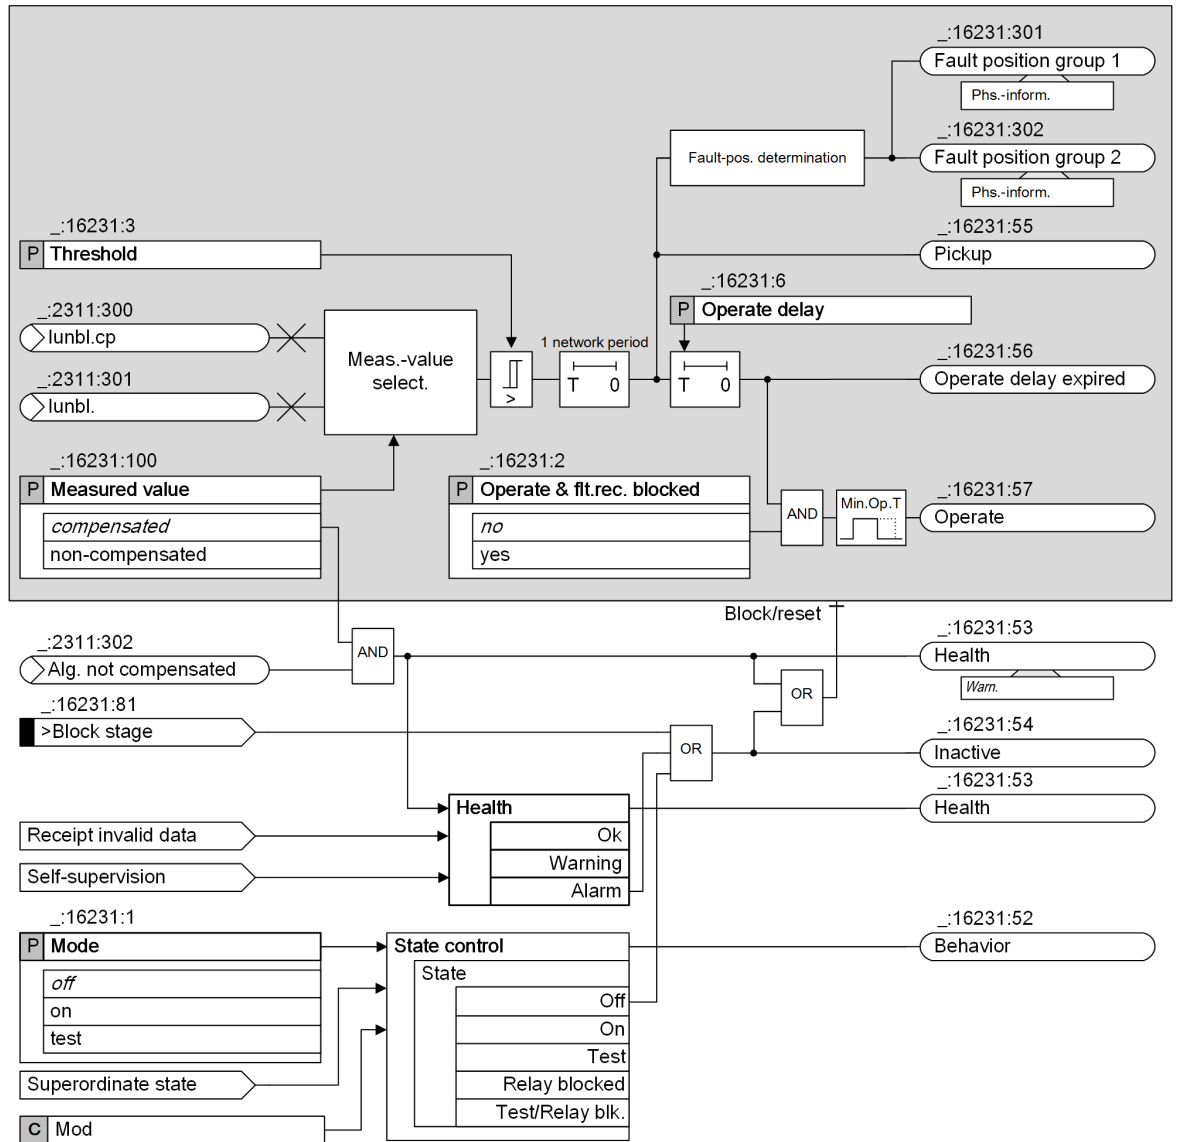 _:16231:301
Fault position group 1
Phs.-inform.
_:16231:302
Fault position group 2
Phs.-inform.
Fault-pos. determination
_:16231:3
P Threshold
_:16231:55
Pickup
_:16231:6
P Operate delay
_:2311:300
Iunbl.cp
_:2311:301
Iunbl.
Meas.-value
select.
>
1 network period
T 0
T 0
_:16231:56
Operate delay expired
_:16231:100
P Measured value
compensated
non-compensated
_:16231:2
P Operate & flt.rec. blocked
no
yes
AND
Min.Op.T
_:16231:57
Operate
Block/reset
_:2311:302
Alg. not compensated
AND
_:16231:53
Health
Warn.
OR
_:16231:81
>Block stage
OR
_:16231:54
Inactive
_:16231:53
Health
Health
Ok
Warning
Alarm
Receipt invalid data
Self-supervision
_:16231:1
P Mode
off
on
test
State control
State
Off
On
Test
Relay blocked
Test/Relay blk.
_:16231:52
Behavior
Superordinate state
C Mod